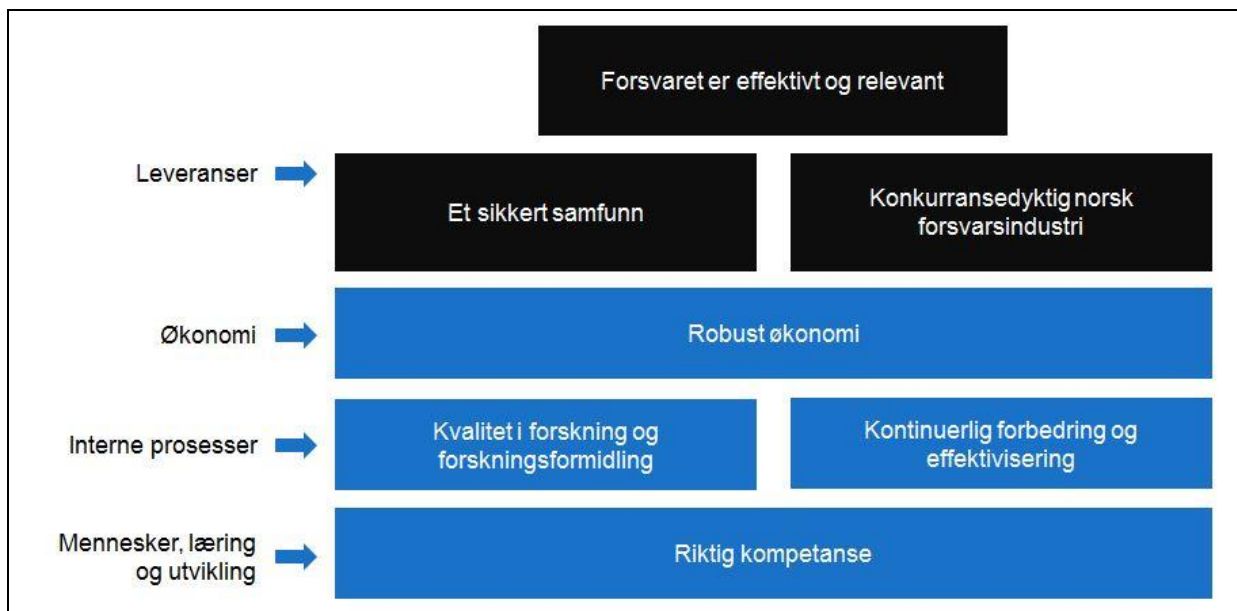 Forsvaret er effektivt og relevant
Leveranser
Et sikkert samfunn
Konkurransedyktig norsk
forsvarsindustri
Økonomi
Robust økonomi
Interne prosesser
Kvalitet i forskning og
forskningsformidling
Kontinuerlig forbedring og
effektivisering
Mennesker, læring
og utvikling
Riktig kompetanse